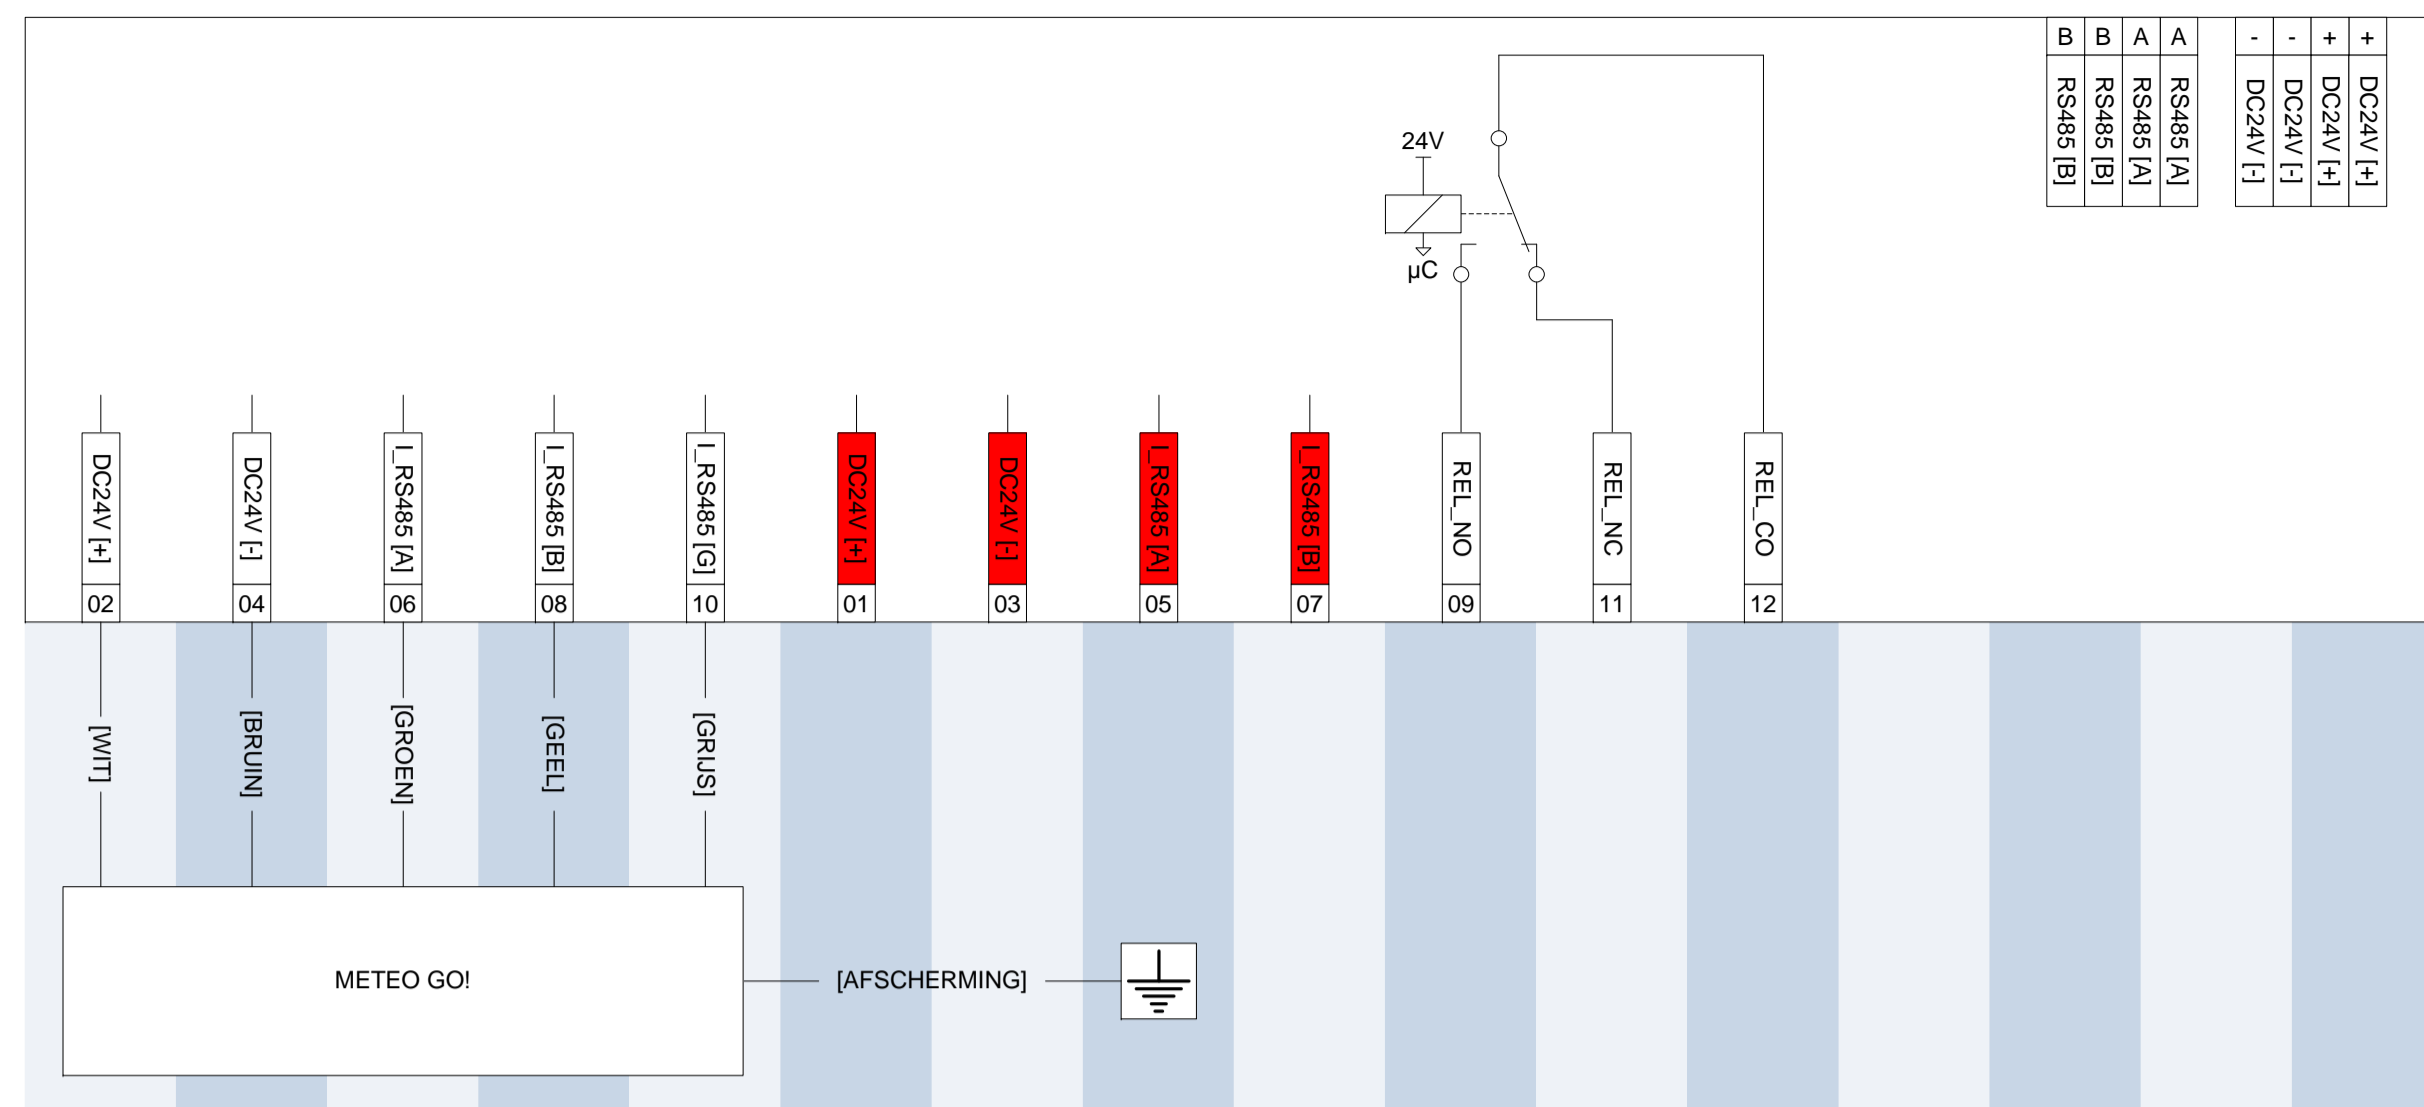 B B A A - - + +
RS485 [B] RS485 [B] RS485 [A] RS485 [A] DC24V [-] DC24V [-] DC24V [+] DC24V [+]
24V
µC
DC24V [+] DC24V [-] I_RS485 [A] I_RS485 [B] I_RS485 [G] DC24V [+] DC24V [-] I_RS485 [A] I_RS485 [B] REL_NO REL_NC REL_CO
02 04 06 08 10 01 03 05 07 09 11 12
[WIT] [BRUIN] [GROEN] [GEEL] [GRIJS]
METEO GO! [AFSCHERMING]